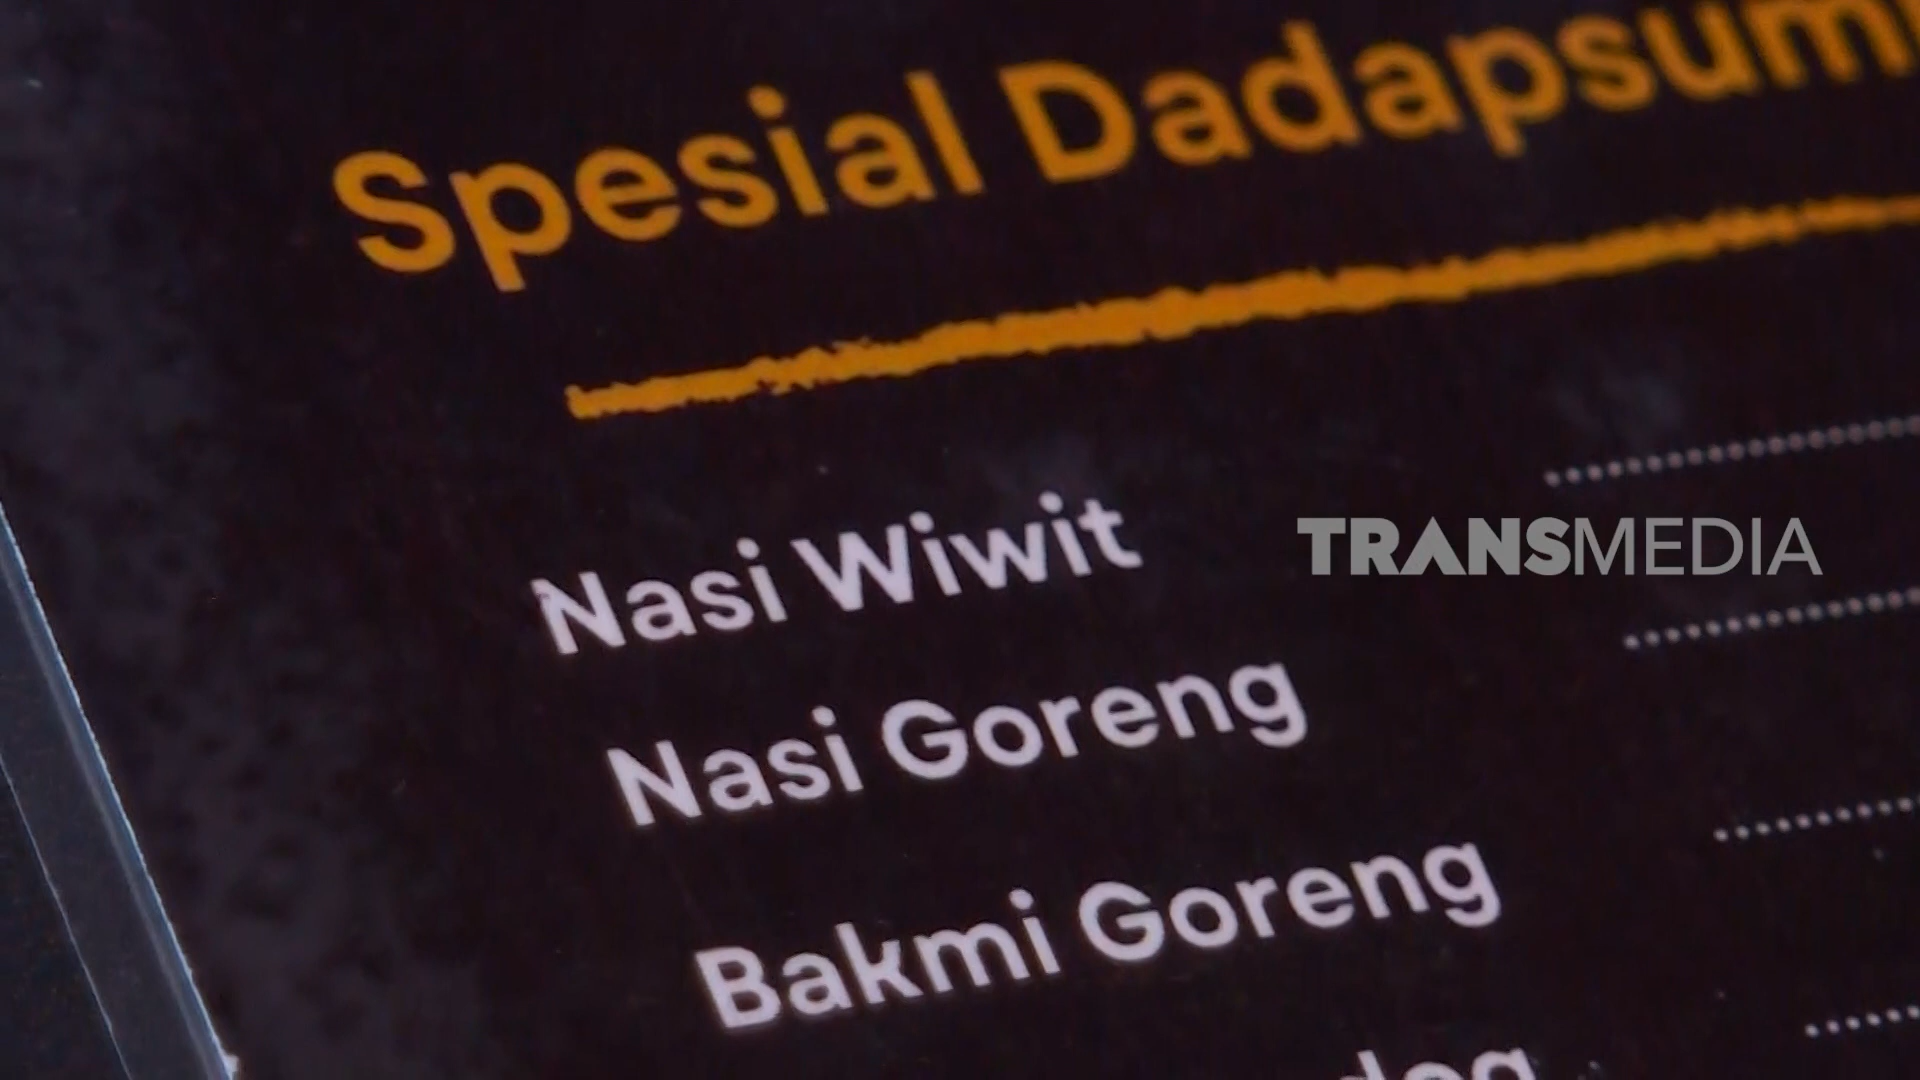 Spesial Dadapsum
Nasi Wiwit
TRANSMEDIA
Nasi Goreng
Bakmi Goreng